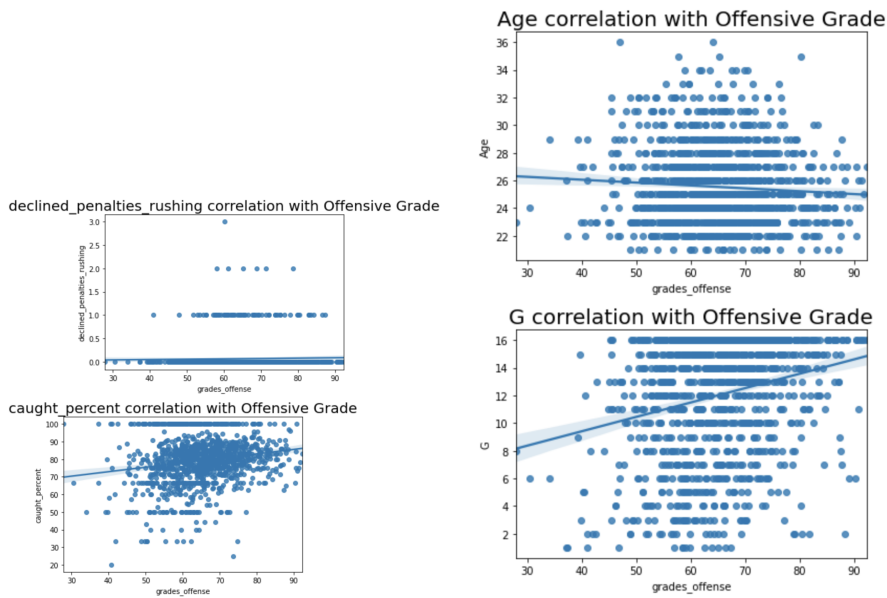 Age correlation with Offensive Grade
36
34
32
30
28
26
24
22
Age
30 40 50 60 70 80 90
grades_offense
declined_penalties_rushing correlation with Offensive Grade
3.0
2.5
2.0
1.5
1.0
0.5
0.0
declined_penalties_rushing
30 40 50 60 70 80 90
grades_offense
G correlation with Offensive Grade
16
14
12
10
8
6
4
2
G
30 40 50 60 70 80 90
grades_offense
caught_percent correlation with Offensive Grade
100
90
80
70
60
50
40
30
20
caught_percent
30 40 50 60 70 80 90
grades_offense